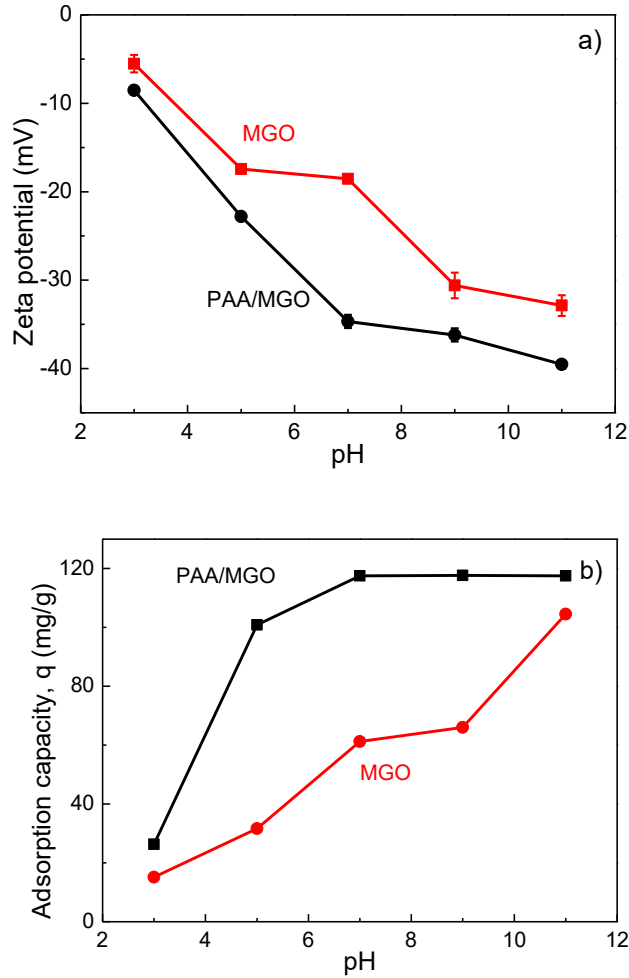 a)
0
-10
-20
-30
-40
Zeta potential (mV)
MGO
PAA/MGO
2 4 6 8 10 12
pH
b)
120
80
40
0
Adsorption capacity, q (mg/g)
PAA/MGO
MGO
2 4 6 8 10 12
pH